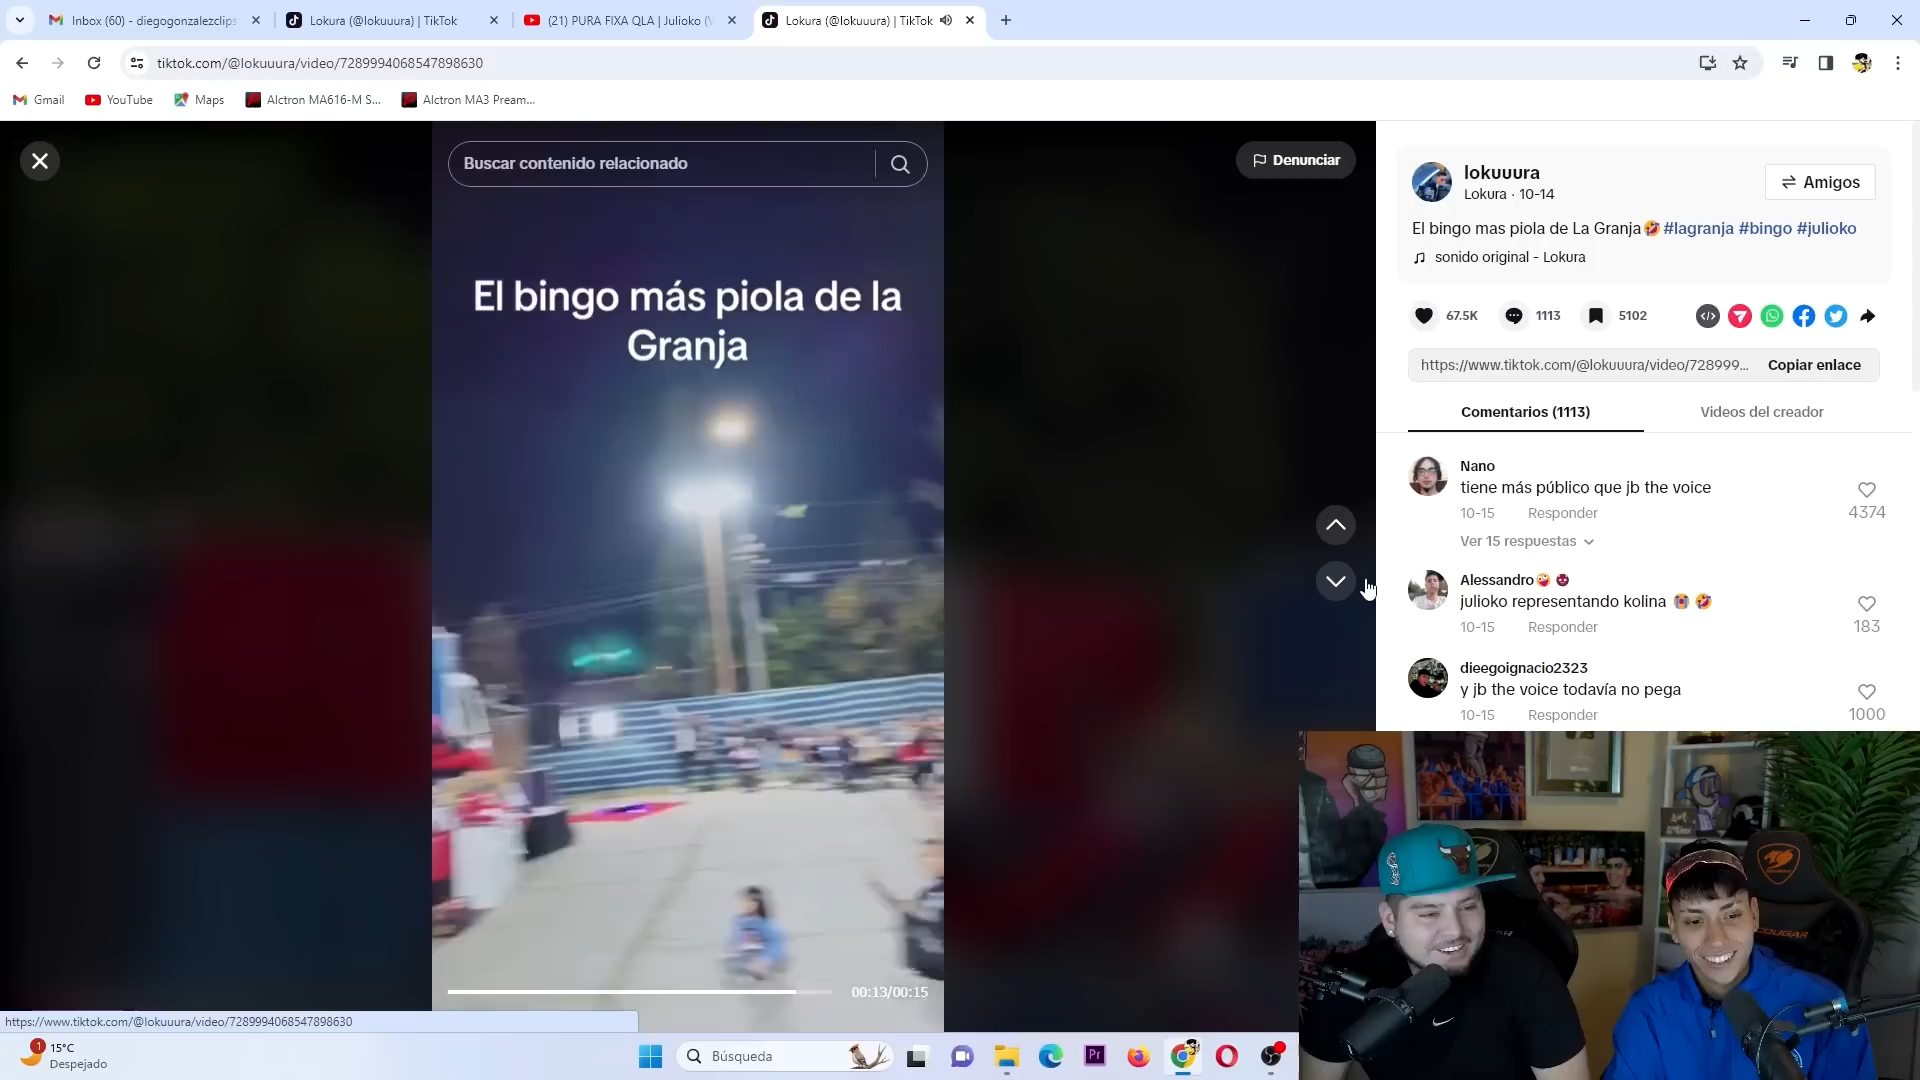 Inbox (60) - diegogonzalezclips
Lokura (@lokuuura) | TikTok
(21) PURA FIXA QLA | Julioko (V
Lokura (@lokuuura) | TikTok
tiktok.com/@lokuuura/video/7289994068547898630
Gmail
YouTube
Maps
Alctron MA616-M S...
Alctron MA3 Pream...
Buscar contenido relacionado
Denunciar
El bingo más piola de la
Granja
00:13/00:15
lokuuura
Lokura · 10-14
Amigos
El bingo mas piola de La Granja🤣 #lagranja #bingo #julioko
sonido original - Lokura
67.5K
1113
5102
https://www.tiktok.com/@lokuuura/video/728999...
Copiar enlace
Comentarios (1113)
Videos del creador
Nano
tiene más público que jb the voice
10-15 Responder
4374
Ver 15 respuestas
Alessandro
julioko representando kolina 😭 🤣
10-15 Responder
183
dieegoignacio2323
y jb the voice todavía no pega
10-15 Responder
1000
COUGAR
https://www.tiktok.com/@lokuuura/video/7289994068547898630
1
15°C
Despejado
Búsqueda
Pr